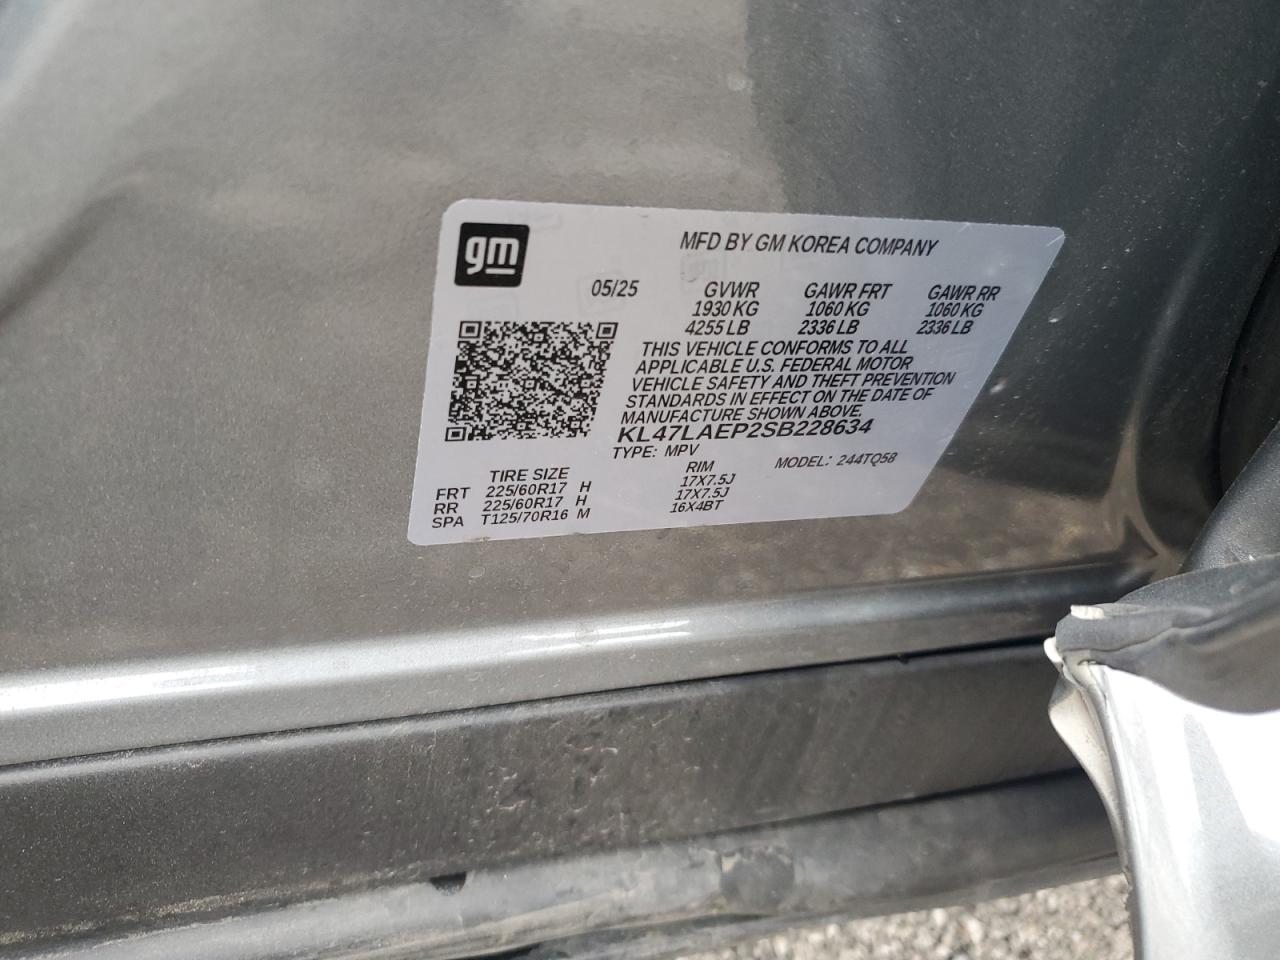 gm
MFD BY GM KOREA COMPANY
05/25 GVWR GAWR FRT GAWR RR
1930 KG 1060 KG 1060 KG
4255 LB 2336 LB 2336 LB
THIS VEHICLE CONFORMS TO ALL
APPLICABLE U.S. FEDERAL MOTOR
VEHICLE SAFETY AND THEFT PREVENTION
STANDARDS IN EFFECT ON THE DATE OF
MANUFACTURE SHOWN ABOVE.
KL47LAEP2SB228634
TYPE: MPV MODEL: 244TQ58
TIRE SIZE RIM
FRT 225/60R17 H 17X7.5J
RR 225/60R17 H 17X7.5J
SPA T125/70R16 M 16X4BT